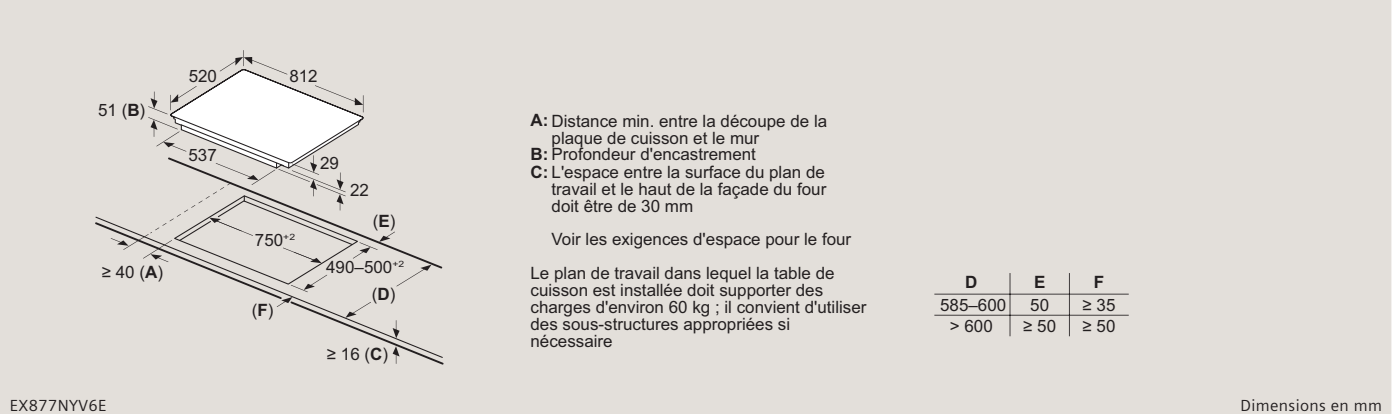 520
812
51 (B)
537
29
22
(E)
750⁺²
490–500⁺²
≥ 40 (A)
(D)
(F)
≥ 16 (C)
A: Distance min. entre la découpe de la
plaque de cuisson et le mur
B: Profondeur d'encastrement
C: L'espace entre la surface du plan de
travail et le haut de la façade du four
doit être de 30 mm
Voir les exigences d'espace pour le four
Le plan de travail dans lequel la table de
cuisson est installée doit supporter des
charges d'environ 60 kg ; il convient d'utiliser
des sous-structures appropriées si
nécessaire
D E F
585–600 50 ≥ 35
> 600 ≥ 50 ≥ 50
EX877NYV6E
Dimensions en mm